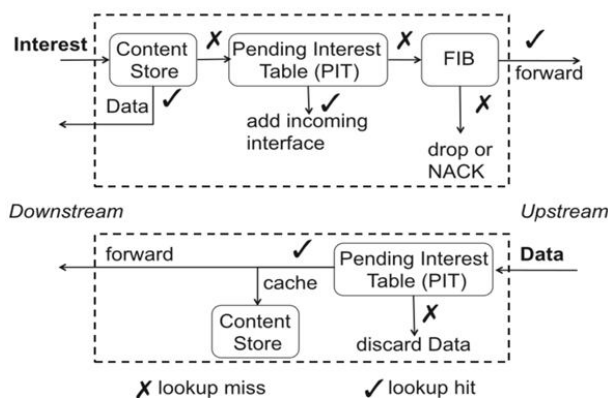 Interest
Content
Store
✗
Pending Interest
Table (PIT)
✗
FIB
✓
forward
Data
✓
✓
add incoming
interface
✗
drop or
NACK
Downstream
Upstream
forward
✓
Pending Interest
Table (PIT)
Data
cache
Content
Store
✗
discard Data
✗ lookup miss
✓ lookup hit